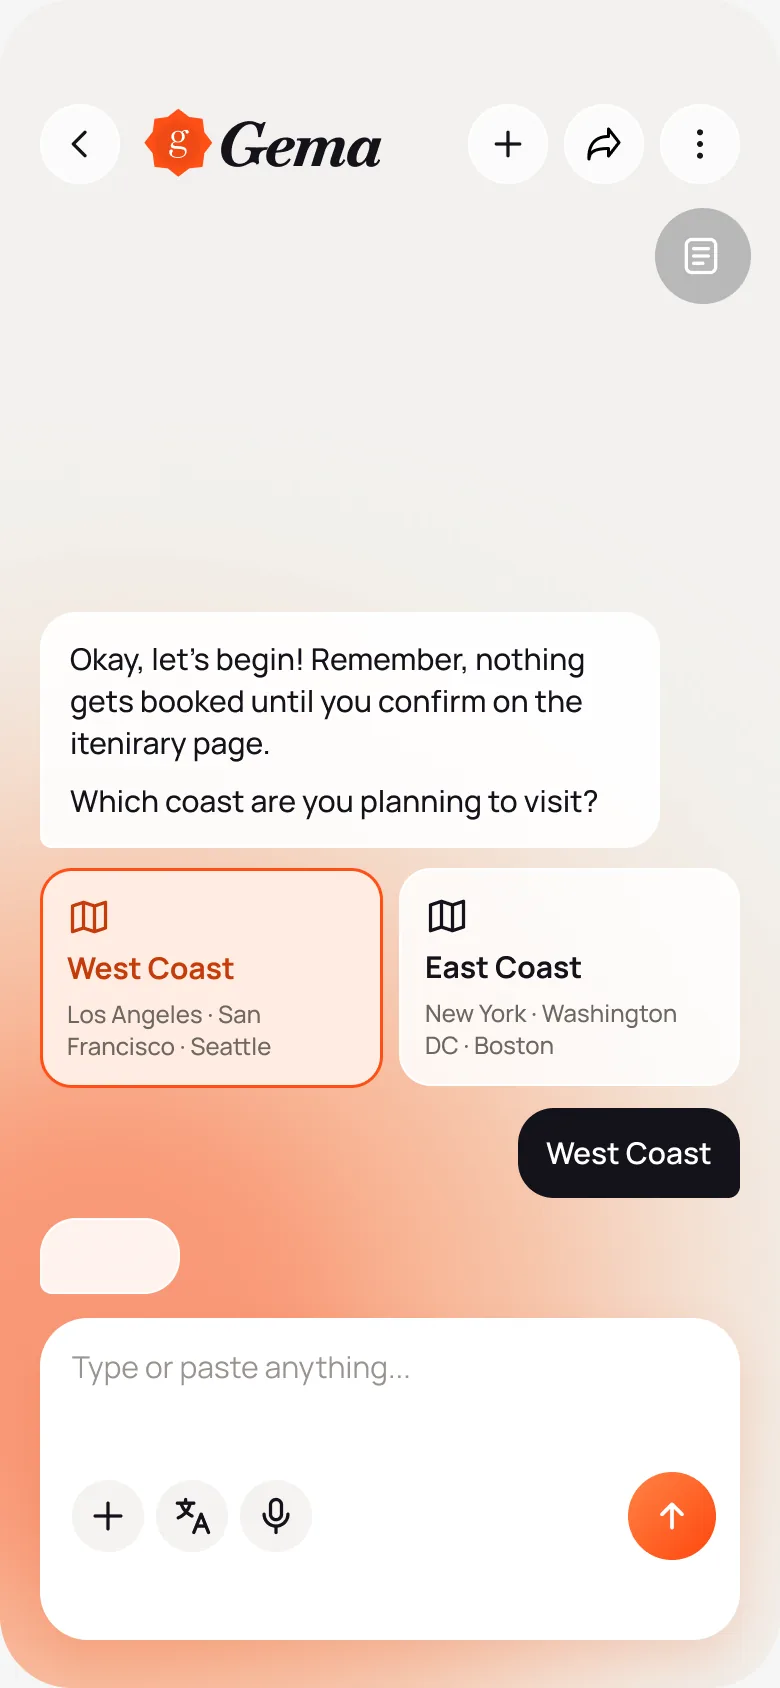 g Gema
Okay, let's begin! Remember, nothing
gets booked until you confirm on the
itenirary page.
Which coast are you planning to visit?
West Coast
Los Angeles · San
Francisco · Seattle
East Coast
New York · Washington
DC · Boston
West Coast
Type or paste anything...
文A